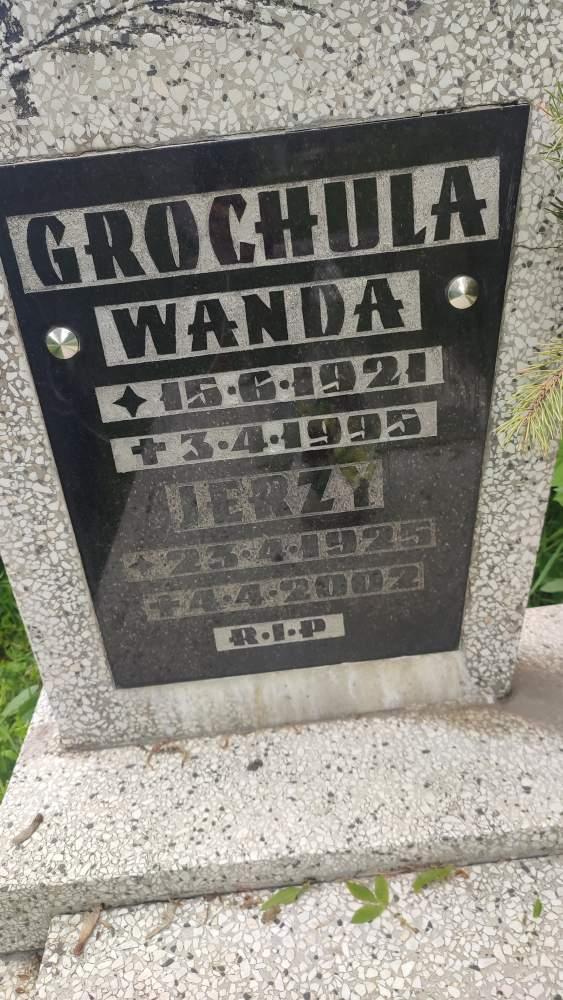 GROCHULA
WANDA
✦ 15.6.1921
✝ 3.4.1995
JERZY
✦ 23.4.1925
✝ 4.4.2002
R.I.P